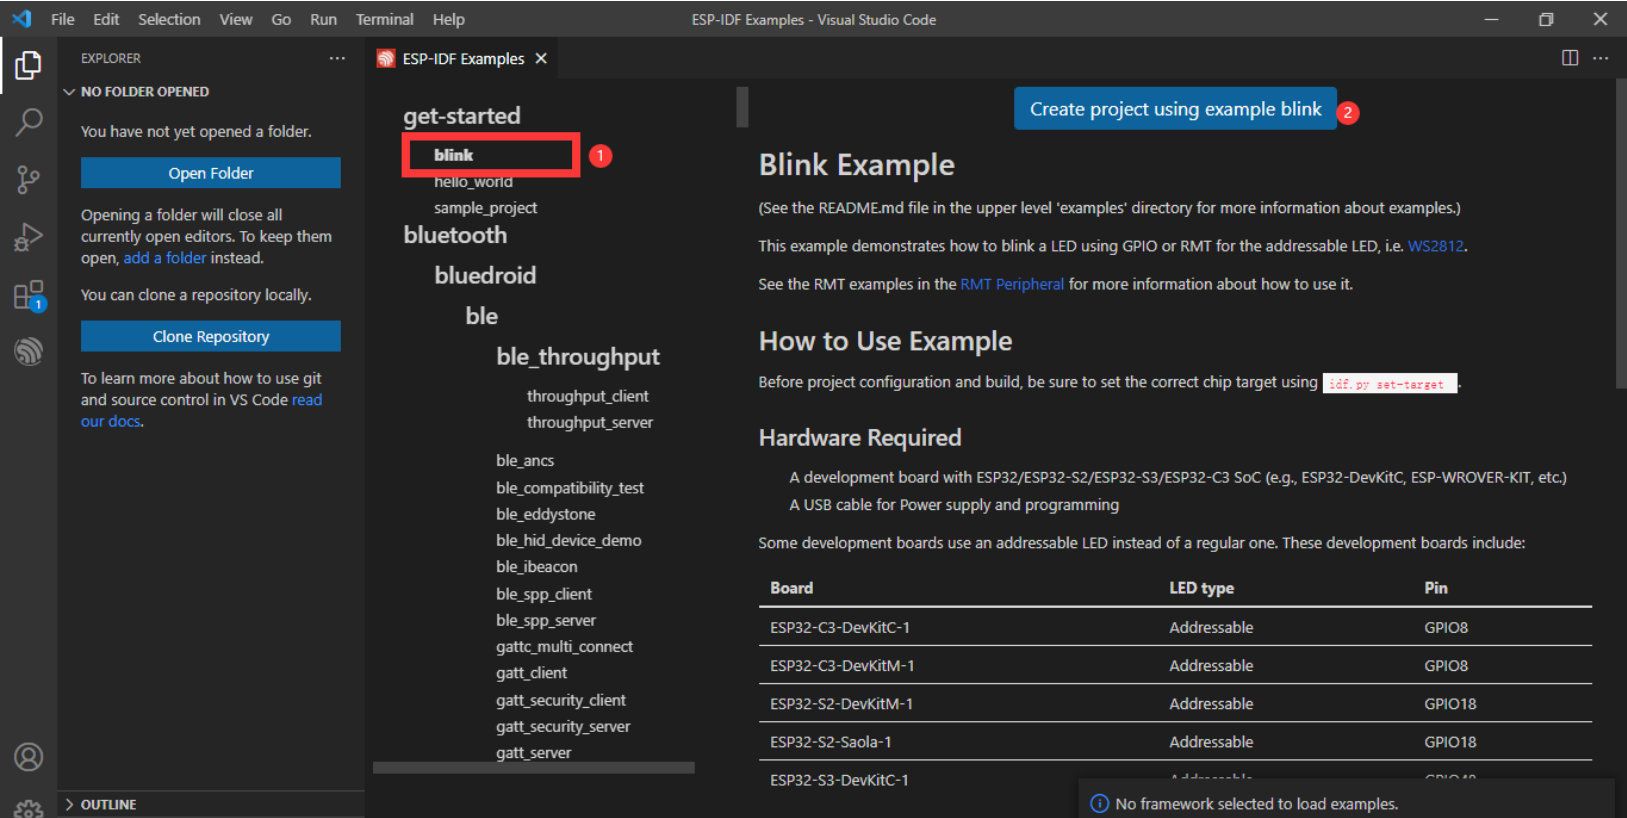 File Edit Selection View Go Run Terminal Help
ESP-IDF Examples - Visual Studio Code
EXPLORER
NO FOLDER OPENED
You have not yet opened a folder.
Open Folder
Opening a folder will close all
currently open editors. To keep them
open, add a folder instead.
You can clone a repository locally.
Clone Repository
To learn more about how to use git
and source control in VS Code read
our docs.
OUTLINE
1
ESP-IDF Examples
get-started
blink
1
hello_world
sample_project
bluetooth
bluedroid
ble
ble_throughput
throughput_client
throughput_server
ble_ancs
ble_compatibility_test
ble_eddystone
ble_hid_device_demo
ble_ibeacon
ble_spp_client
ble_spp_server
gattc_multi_connect
gatt_client
gatt_security_client
gatt_security_server
gatt_server
Create project using example blink
2
Blink Example
(See the README.md file in the upper level 'examples' directory for more information about examples.)
This example demonstrates how to blink a LED using GPIO or RMT for the addressable LED, i.e. WS2812.
See the RMT examples in the RMT Peripheral for more information about how to use it.
How to Use Example
Before project configuration and build, be sure to set the correct chip target using idf.py set-target .
Hardware Required
A development board with ESP32/ESP32-S2/ESP32-S3/ESP32-C3 SoC (e.g., ESP32-DevKitC, ESP-WROVER-KIT, etc.)
A USB cable for Power supply and programming
Some development boards use an addressable LED instead of a regular one. These development boards include:
Board LED type Pin
ESP32-C3-DevKitC-1 Addressable GPIO8
ESP32-C3-DevKitM-1 Addressable GPIO8
ESP32-S2-DevKitM-1 Addressable GPIO18
ESP32-S2-Saola-1 Addressable GPIO18
ESP32-S3-DevKitC-1 Addressable
No framework selected to load examples.